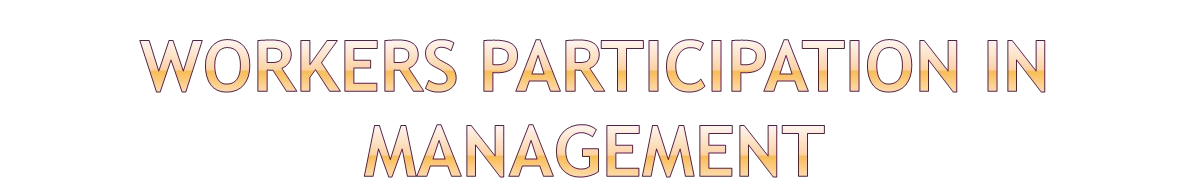 WORKERS PARTICIPATION IN
MANAGEMENT